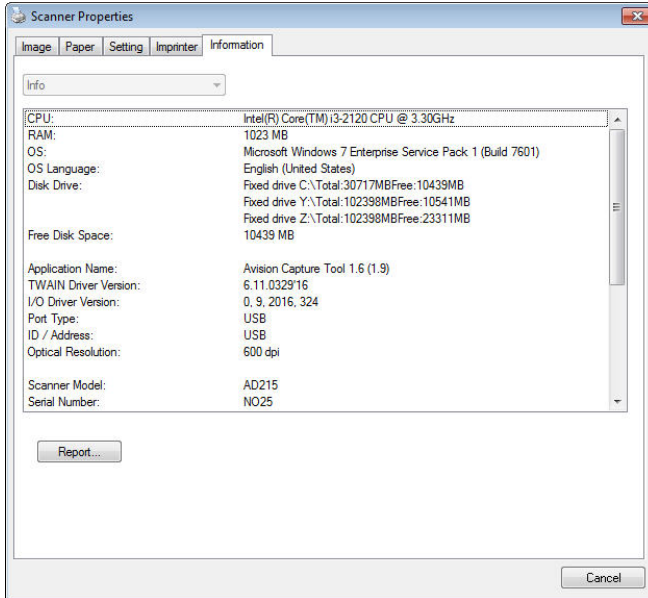 Scanner Properties
Image Paper Setting Imprinter Information
Info
CPU: Intel(R) Core(TM) i3-2120 CPU @ 3.30GHz
RAM: 1023 MB
OS: Microsoft Windows 7 Enterprise Service Pack 1 (Build 7601)
OS Language: English (United States)
Disk Drive: Fixed drive C:\Total:30717MBFree:10439MB
Fixed drive Y:\Total:102398MBFree:10541MB
Fixed drive Z:\Total:102398MBFree:23311MB
Free Disk Space: 10439 MB
Application Name: Avision Capture Tool 1.6 (1.9)
TWAIN Driver Version: 6.11.0329'16
I/O Driver Version: 0, 9, 2016, 324
Port Type: USB
ID / Address: USB
Optical Resolution: 600 dpi
Scanner Model: AD215
Serial Number: NO25
Report...
Cancel